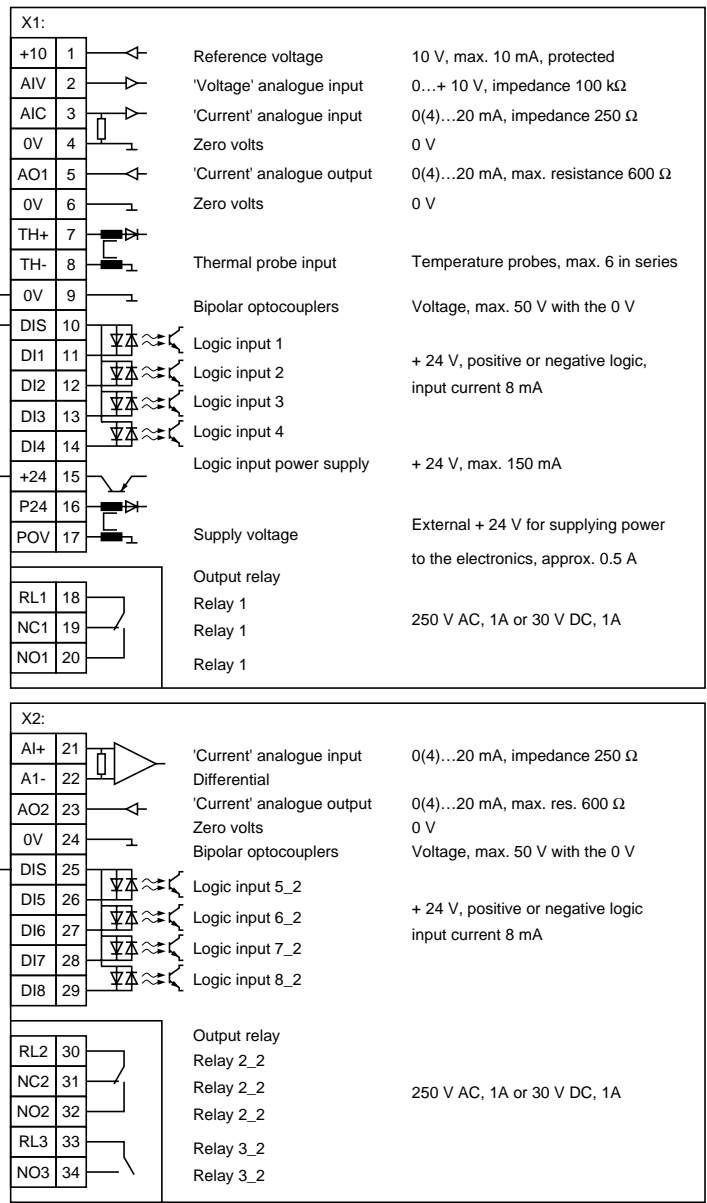 X1:
+10 1 Reference voltage 10 V, max. 10 mA, protected
AIV 2 'Voltage' analogue input 0…+ 10 V, impedance 100 kΩ
AIC 3 'Current' analogue input 0(4)…20 mA, impedance 250 Ω
0V 4 Zero volts 0 V
AO1 5 'Current' analogue output 0(4)…20 mA, max. resistance 600 Ω
0V 6 Zero volts 0 V
TH+ 7
TH- 8 Thermal probe input Temperature probes, max. 6 in series
0V 9 Bipolar optocouplers Voltage, max. 50 V with the 0 V
DIS 10
DI1 11 Logic input 1
+ 24 V, positive or negative logic,
DI2 12 Logic input 2
input current 8 mA
DI3 13 Logic input 3
DI4 14 Logic input 4
+24 15 Logic input power supply + 24 V, max. 150 mA
P24 16
External + 24 V for supplying power
POV 17 Supply voltage
to the electronics, approx. 0.5 A
Output relay
RL1 18 Relay 1
NC1 19 Relay 1 250 V AC, 1A or 30 V DC, 1A
NO1 20 Relay 1
X2:
AI+ 21 'Current' analogue input 0(4)…20 mA, impedance 250 Ω
A1- 22 Differential
AO2 23 'Current' analogue output 0(4)…20 mA, max. res. 600 Ω
0V 24 Zero volts 0 V
Bipolar optocouplers Voltage, max. 50 V with the 0 V
DIS 25
DI5 26 Logic input 5_2
+ 24 V, positive or negative logic
DI6 27 Logic input 6_2
input current 8 mA
DI7 28 Logic input 7_2
DI8 29 Logic input 8_2
Output relay
RL2 30 Relay 2_2
NC2 31 Relay 2_2 250 V AC, 1A or 30 V DC, 1A
NO2 32 Relay 2_2
RL3 33 Relay 3_2
NO3 34 Relay 3_2